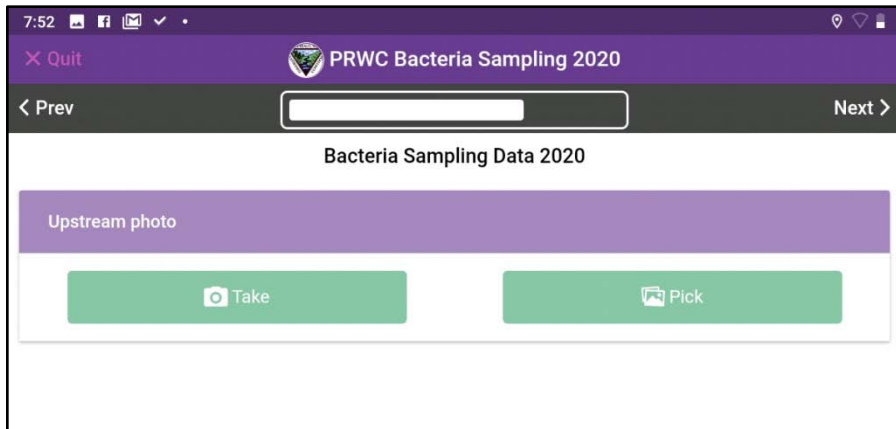 7:52
Quit
PRWC Bacteria Sampling 2020
Prev
Next
Bacteria Sampling Data 2020
Upstream photo
Take
Pick